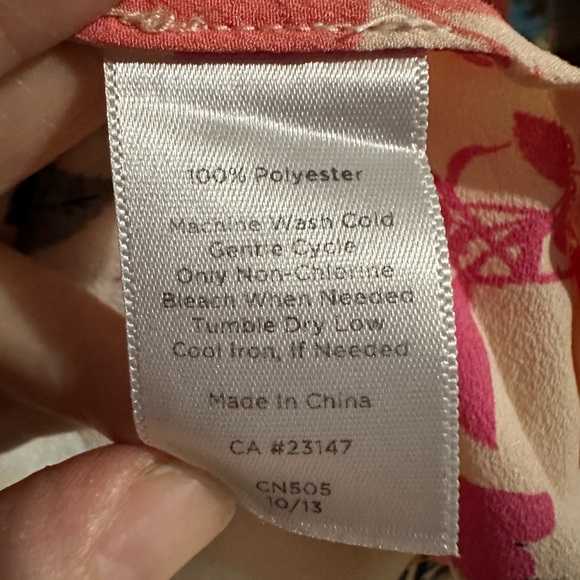 100% Polyester
Machine Wash Cold
Gentle Cycle
Only Non-Chlorine
Bleach When Needed
Tumble Dry Low
Cool Iron, If Needed
Made In China
CA #23147
CN505
10/13